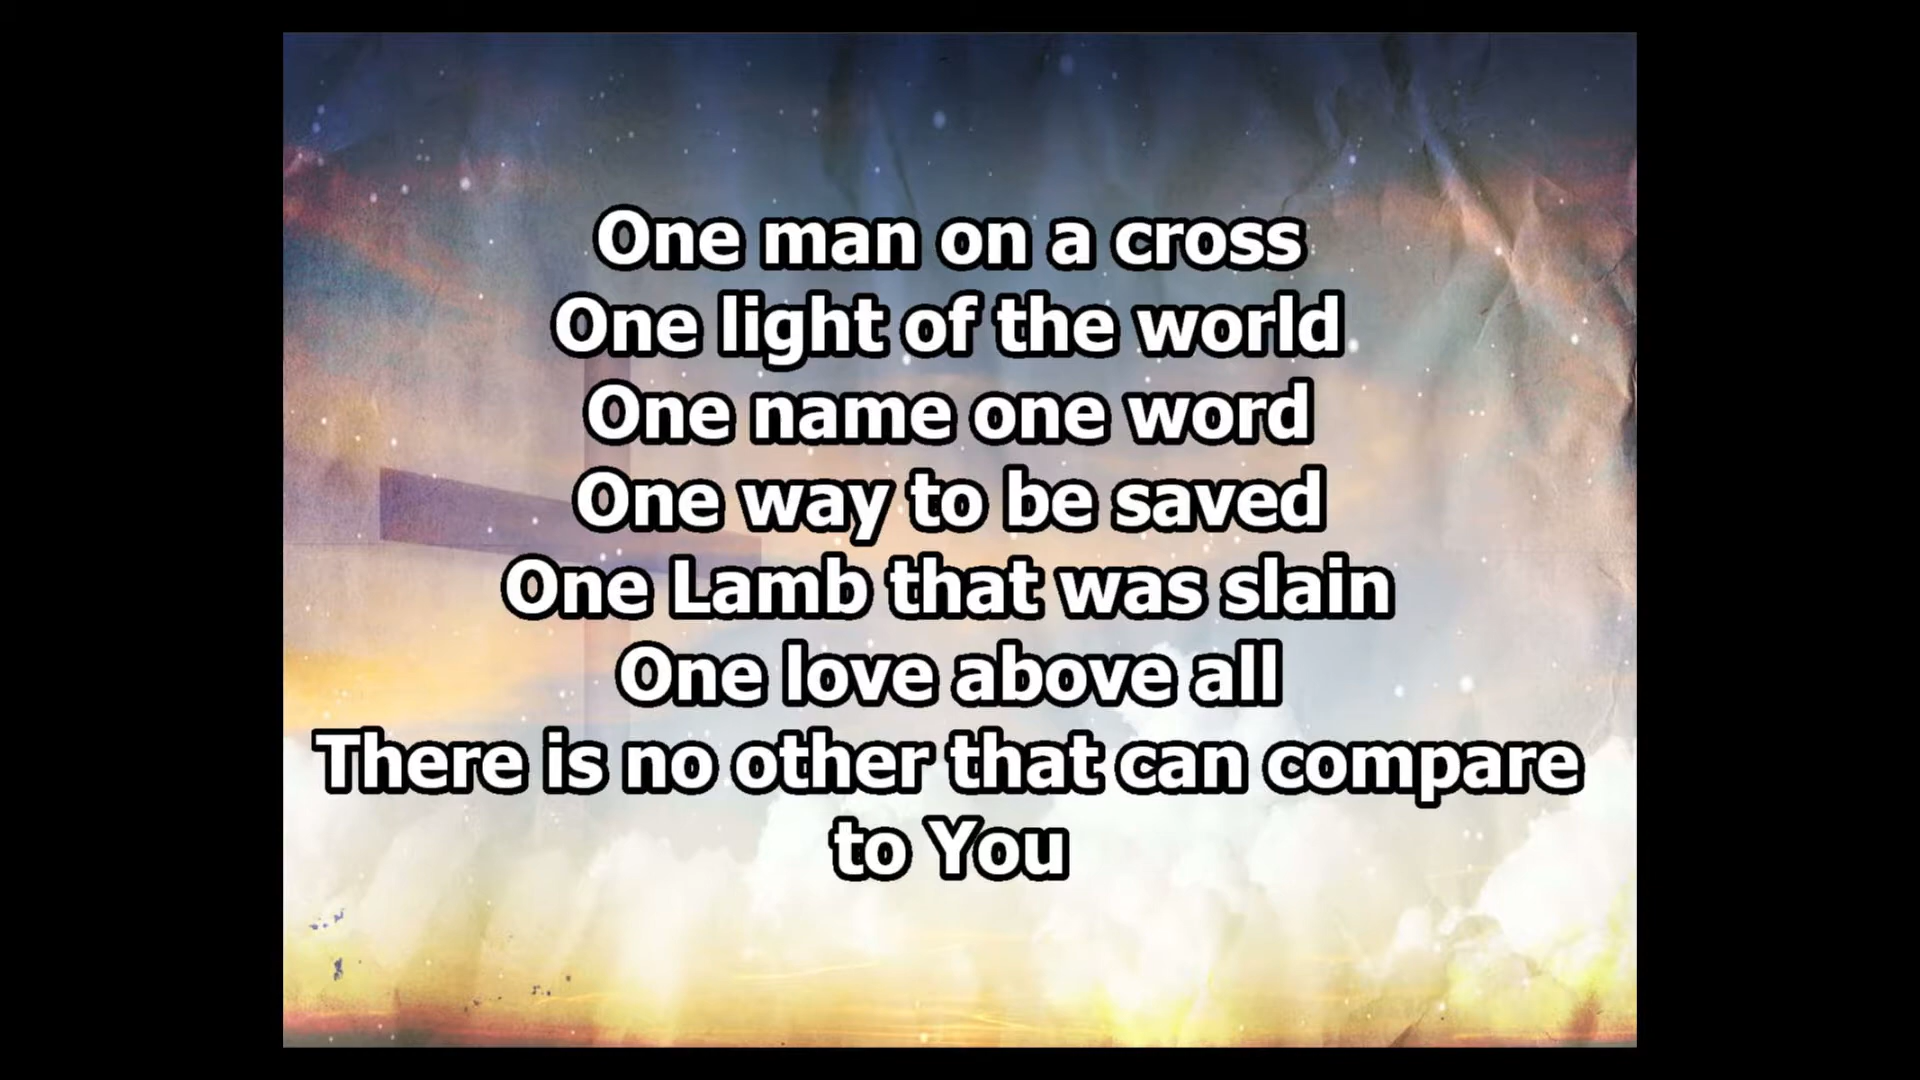 One man on a cross
One light of the world
One name one word
One way to be saved
One Lamb that was slain
One love above all
There is no other that can compare
to You